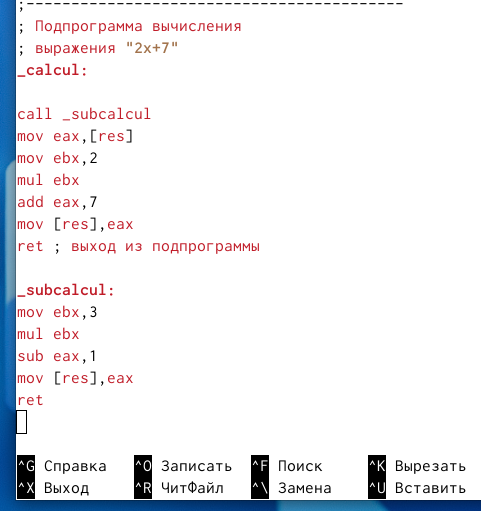 ;------------------------------------------
; Подпрограмма вычисления
; выражения "2x+7"
_calcul:
call _subcalcul
mov eax,[res]
mov ebx,2
mul ebx
add eax,7
mov [res],eax
ret ; выход из подпрограммы
_subcalcul:
mov ebx,3
mul ebx
sub eax,1
mov [res],eax
ret
^G Справка ^O Записать ^F Поиск ^K Вырезать
^X Выход ^R ЧитФайл ^\ Замена ^U Вставить